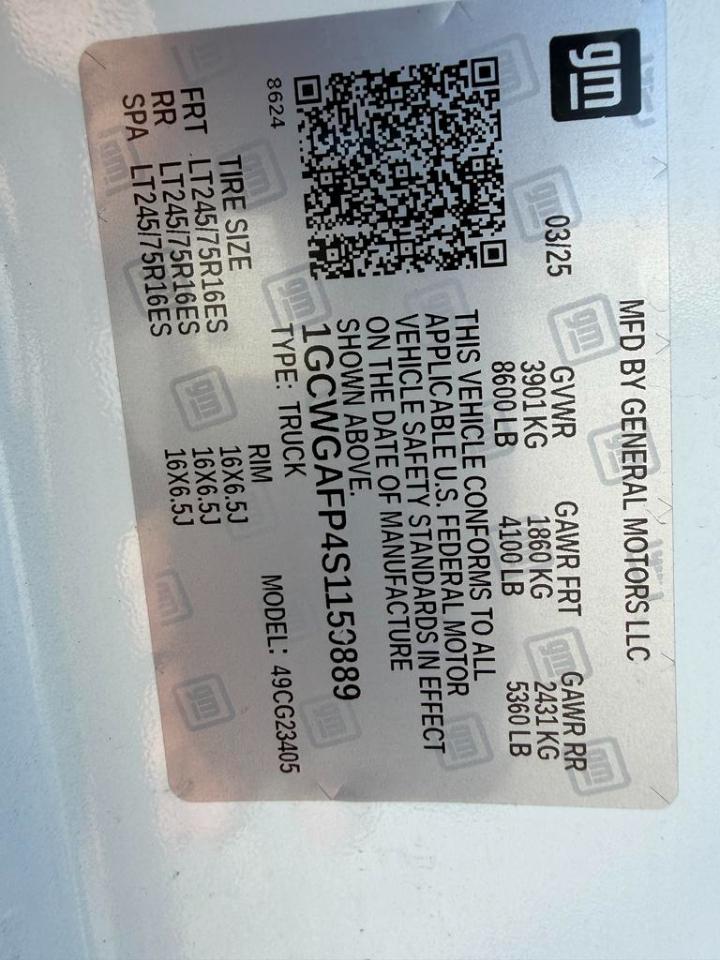 gm
MFD BY GENERAL MOTORS LLC
03/25
GVWR GAWR FRT GAWR RR
3901 KG 1860 KG 2431 KG
8600 LB 4100 LB 5360 LB
THIS VEHICLE CONFORMS TO ALL
APPLICABLE U.S. FEDERAL MOTOR
VEHICLE SAFETY STANDARDS IN EFFECT
ON THE DATE OF MANUFACTURE
SHOWN ABOVE.
1GCWGAFP4S1159889
8624
TYPE: TRUCK MODEL: 49CG23405
TIRE SIZE RIM
FRT LT245/75R16ES 16X6.5J
RR LT245/75R16ES 16X6.5J
SPA LT245/75R16ES 16X6.5J